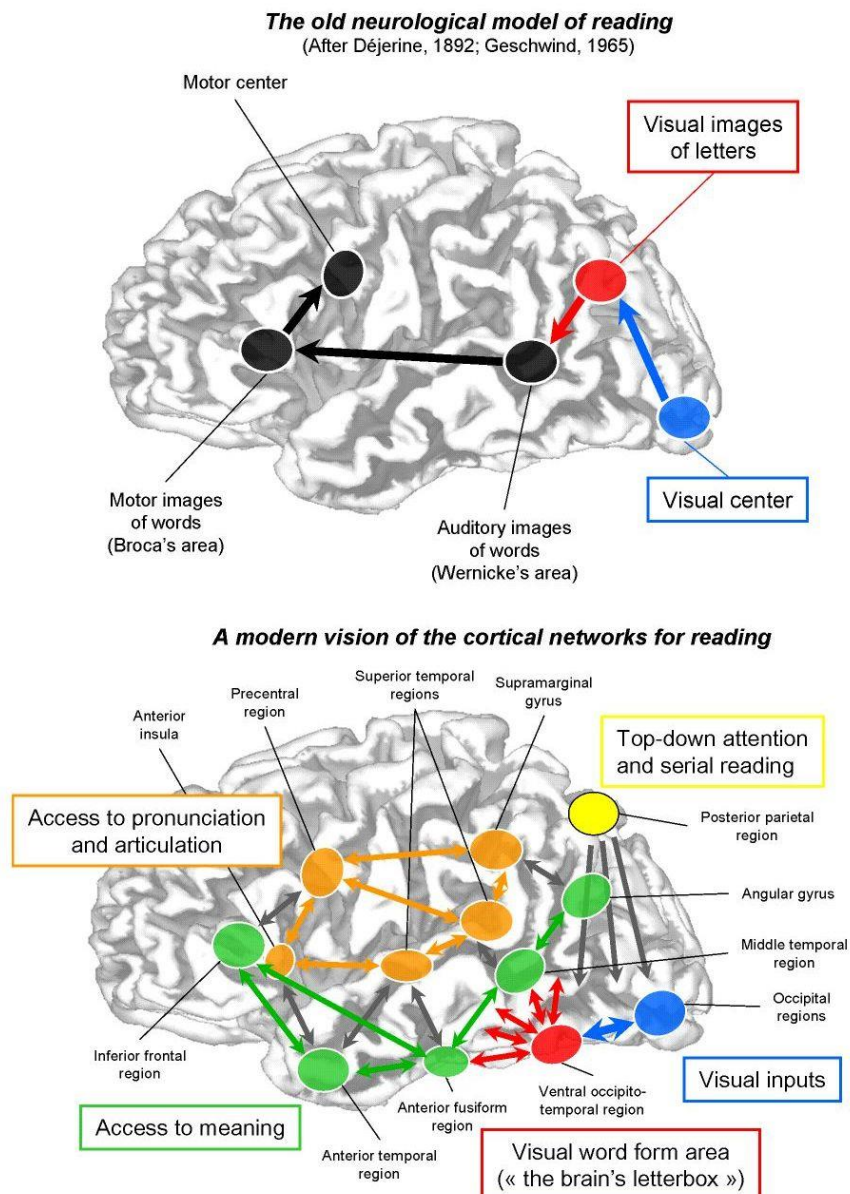 The old neurological model of reading
(After Déjerine, 1892; Geschwind, 1965)
Motor center
Visual images
of letters
Motor images
of words
(Broca's area)
Auditory images
of words
(Wernicke's area)
Visual center
A modern vision of the cortical networks for reading
Superior temporal
regions
Supramarginal
gyrus
Precentral
region
Anterior
insula
Top-down attention
and serial reading
Access to pronunciation
and articulation
Posterior parietal
region
Angular gyrus
Middle temporal
region
Occipital
regions
Inferior frontal
region
Visual inputs
Access to meaning
Anterior temporal
region
Anterior fusiform
region
Ventral occipito-
temporal region
Visual word form area
(« the brain's letterbox »)